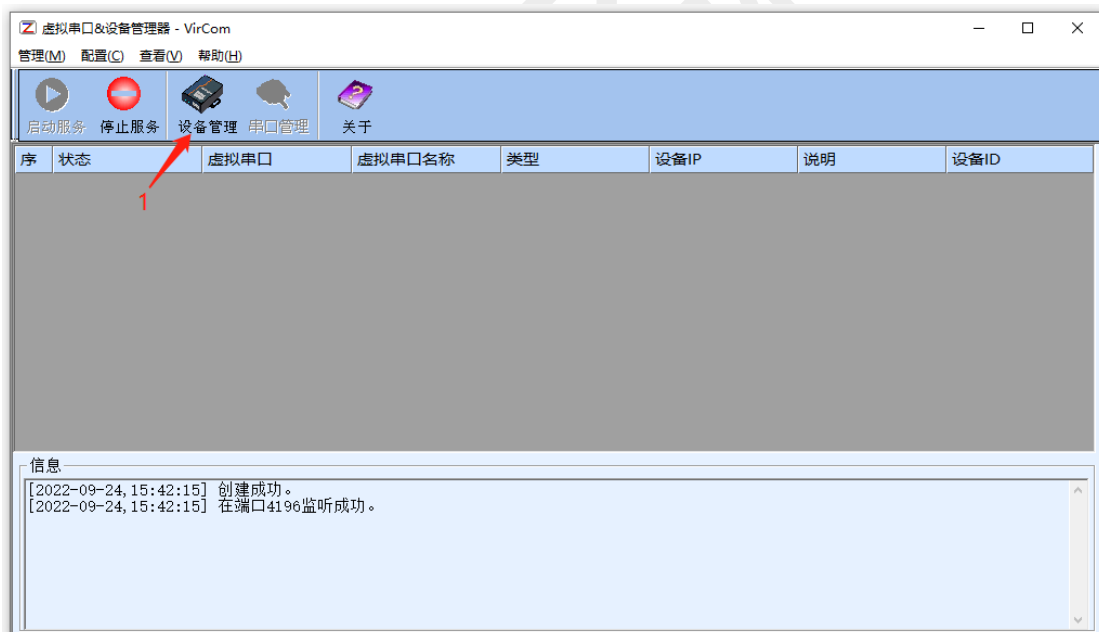 虚拟串口&设备管理器 - VirCom
管理(M) 配置(C) 查看(V) 帮助(H)
启动服务 停止服务 设备管理 串口管理 关于
序 状态 虚拟串口 虚拟串口名称 类型 设备IP 说明 设备ID
1
信息
[2022-09-24,15:42:15] 创建成功。
[2022-09-24,15:42:15] 在端口4196监听成功。